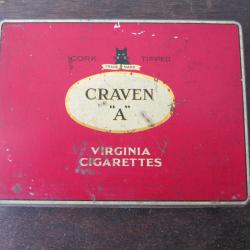 CORK TIPPED
TRADE MARK
CRAVEN
"A"
VIRGINIA
CIGARETTES